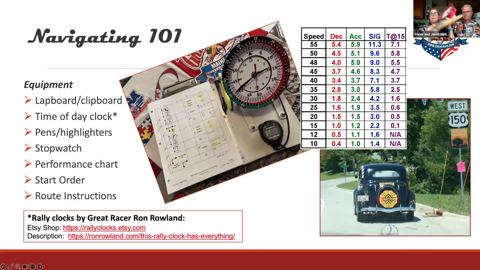 Navigating 101
Equipment
➢ Lapboard/clipboard
➢ Time of day clock*
➢ Pens/highlighters
➢ Stopwatch
➢ Performance chart
➢ Start Order
➢ Route Instructions
*Rally clocks by Great Racer Ron Rowland:
Etsy Shop: https://rallyclocks.etsy.com
Description: https://ronrowland.com/this-rally-clock-has-everything/
Speed Dec Acc S/G T@15
55 5.4 5.9 11.3 7.1
50 4.5 5.1 9.6 5.8
48 4.0 5.0 9.0 5.5
45 3.7 4.6 8.3 4.7
40 3.4 3.7 7.1 3.7
35 2.8 3.0 5.8 2.5
30 1.8 2.4 4.2 1.6
25 1.6 1.9 3.5 0.6
20 1.5 1.5 3.0 0.5
15 1.0 1.2 2.2 0.1
12 0.5 1.1 1.6 N/A
10 0.4 1.0 1.4 N/A
WEST
150